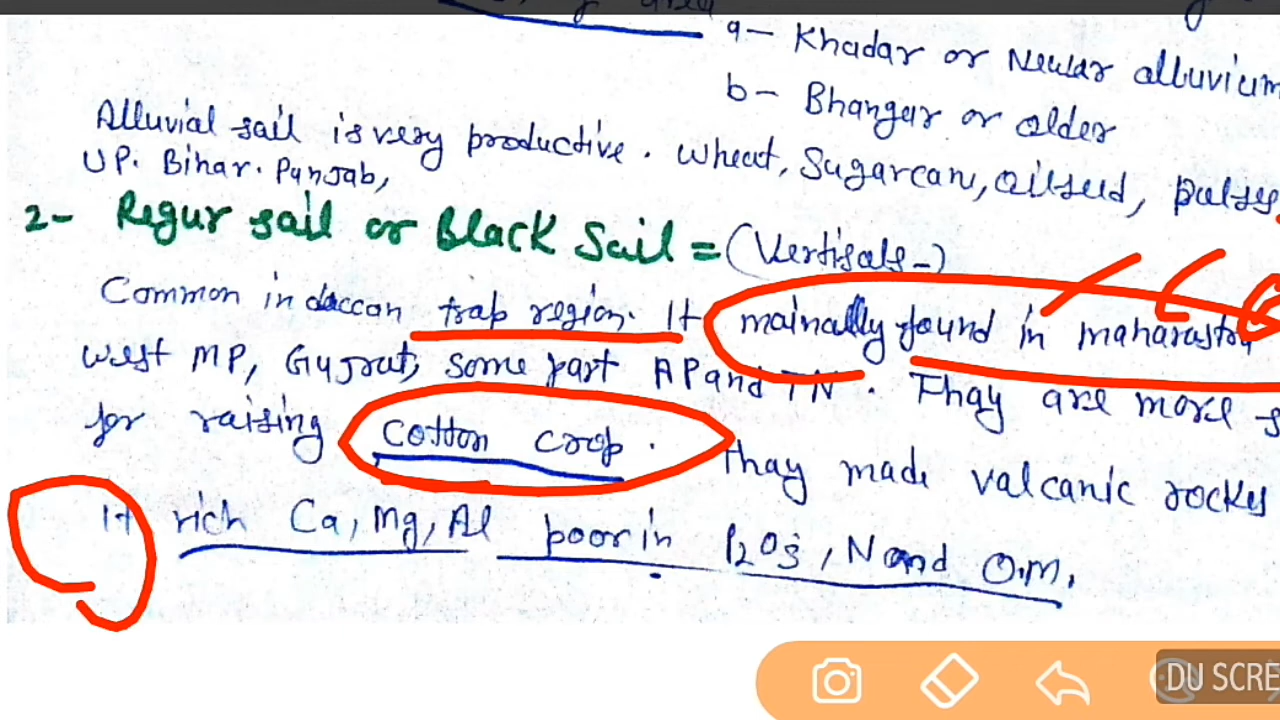 area
a- Khadar or Newar alluvium
b- Bhangar or older
Alluvial sail is very productive. Wheat, Sugarcan, Oilseed, pulses,
UP. Bihar. Punjab,
2- Regur sail or Black Sail = (Vertisals-)
Common in daccan trap region. It mainally found in maharastra
west MP, Gujrat, some part AP and TN. Thay are more s
for raising cotton crop. Thay made valcanic rockes
It rich Ca, Mg, Al poor in P2O5, N and O.M.
DU SCRE